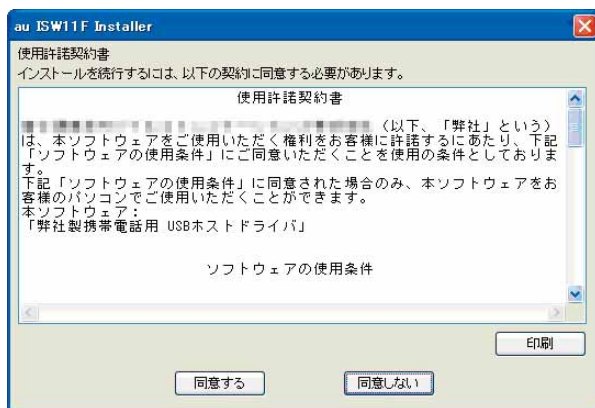 au ISW11F Installer
使用許諾契約書
インストールを続行するには、以下の契約に同意する必要があります。
使用許諾契約書
(以下、「弊社」という)
は、本ソフトウェアをご使用いただく権利をお客様に許諾するにあたり、下記
「ソフトウェアの使用条件」にご同意いただくことを使用の条件としておりま
す。
下記「ソフトウェアの使用条件」に同意された場合のみ、本ソフトウェアをお
客様のパソコンでご使用いただくことができます。
本ソフトウェア：
「弊社製携帯電話用 USBホストドライバ」
ソフトウェアの使用条件
印刷
同意する
同意しない